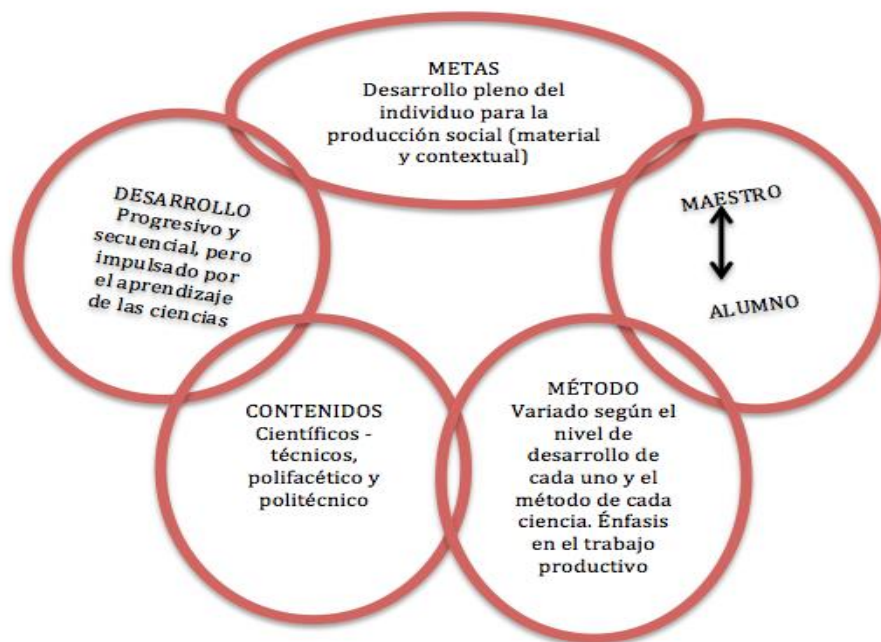 METAS
Desarrollo pleno del
individuo para la
producción social (material
y contextual)
DESARROLLO
Progresivo y
secuencial, pero
impulsado por
el aprendizaje
de las ciencias
MAESTRO
ALUMNO
CONTENIDOS
Científicos -
técnicos,
polifacético y
politécnico
MÉTODO
Variado según el
nivel de
desarrollo de
cada uno y el
método de cada
ciencia. Énfasis
en el trabajo
productivo